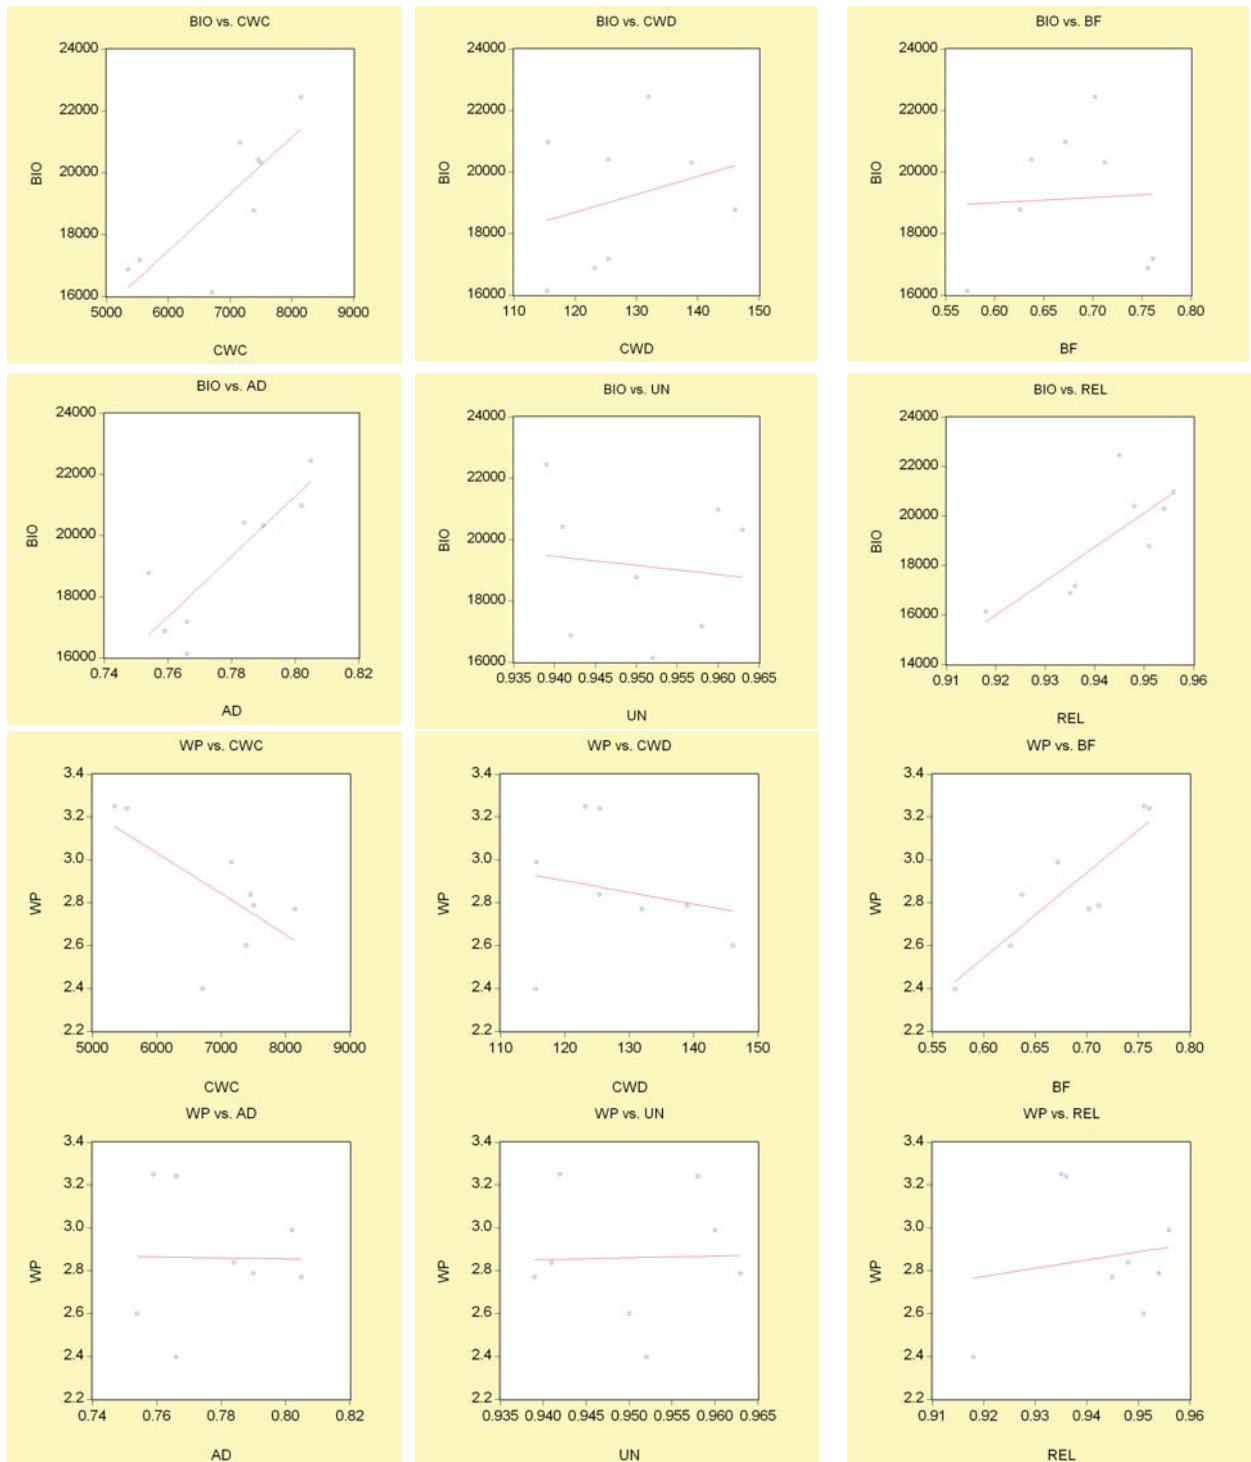 BIO vs. CWC
24000
22000
20000
18000
16000
BIO
5000 6000 7000 8000 9000
CWC
BIO vs. CWD
24000
22000
20000
18000
16000
BIO
110 120 130 140 150
CWD
BIO vs. BF
24000
22000
20000
18000
16000
BIO
0.55 0.60 0.65 0.70 0.75 0.80
BF
BIO vs. AD
24000
22000
20000
18000
16000
BIO
0.74 0.76 0.78 0.80 0.82
AD
BIO vs. UN
24000
22000
20000
18000
16000
BIO
0.935 0.940 0.945 0.950 0.955 0.960 0.965
UN
BIO vs. REL
24000
22000
20000
18000
16000
14000
BIO
0.91 0.92 0.93 0.94 0.95 0.96
REL
WP vs. CWC
3.4
3.2
3.0
2.8
2.6
2.4
2.2
WP
5000 6000 7000 8000 9000
CWC
WP vs. CWD
3.4
3.2
3.0
2.8
2.6
2.4
2.2
WP
110 120 130 140 150
CWD
WP vs. BF
3.4
3.2
3.0
2.8
2.6
2.4
2.2
WP
0.55 0.60 0.65 0.70 0.75 0.80
BF
WP vs. AD
3.4
3.2
3.0
2.8
2.6
2.4
2.2
WP
0.74 0.76 0.78 0.80 0.82
AD
WP vs. UN
3.4
3.2
3.0
2.8
2.6
2.4
2.2
WP
0.935 0.940 0.945 0.950 0.955 0.960 0.965
UN
WP vs. REL
3.4
3.2
3.0
2.8
2.6
2.4
2.2
WP
0.91 0.92 0.93 0.94 0.95 0.96
REL